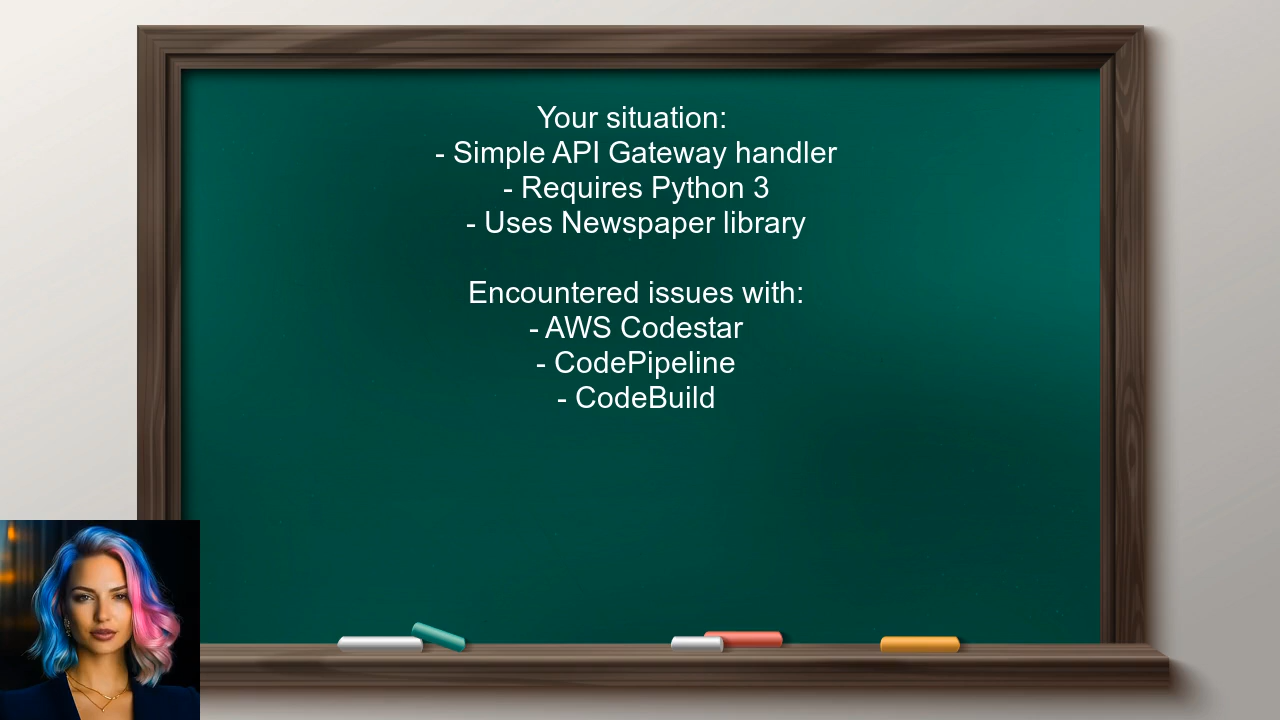 Your situation:
- Simple API Gateway handler
- Requires Python 3
- Uses Newspaper library
Encountered issues with:
- AWS Codestar
- CodePipeline
- CodeBuild